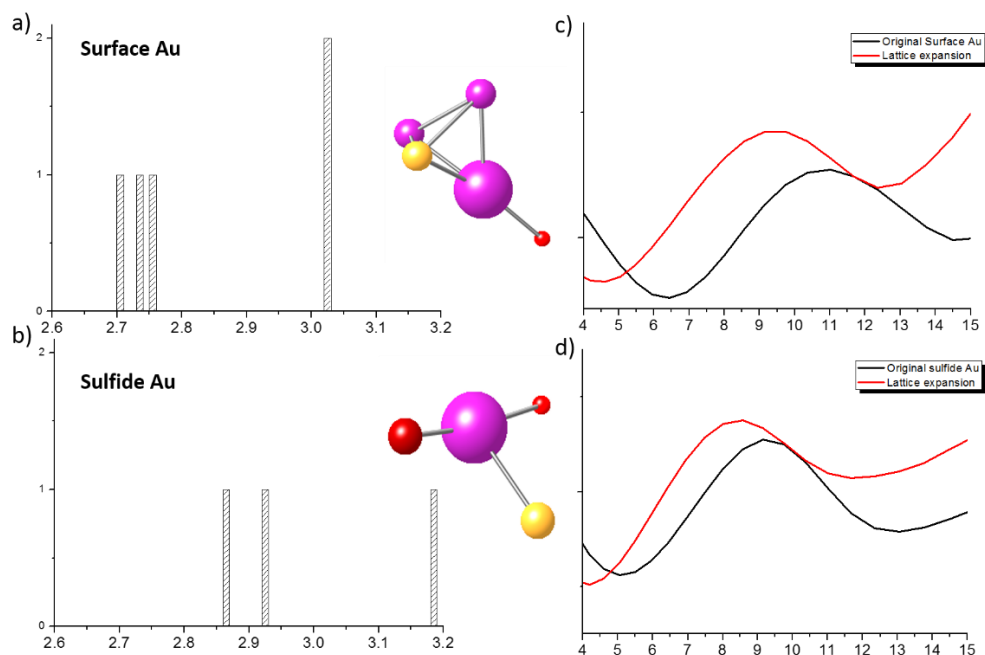 a)
Surface Au
2
1
0
2.6 2.7 2.8 2.9 3.0 3.1 3.2
b)
Sulfide Au
2
1
0
2.6 2.7 2.8 2.9 3.0 3.1 3.2
c)
Original Surface Au
Lattice expansion
4 5 6 7 8 9 10 11 12 13 14 15
d)
Original sulfide Au
Lattice expansion
4 5 6 7 8 9 10 11 12 13 14 15